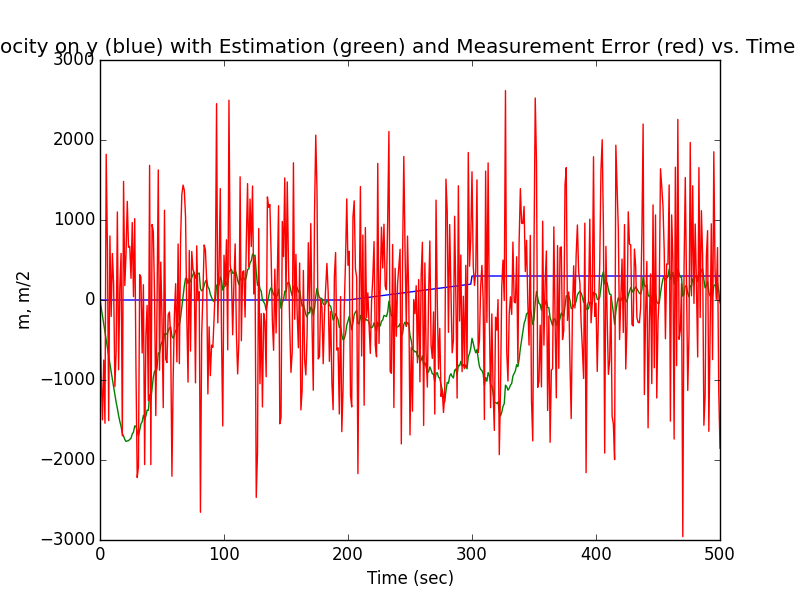 ocity on y (blue) with Estimation (green) and Measurement Error (red) vs. Time
3000
2000
1000
0
−1000
−2000
−3000
m, m/2
0 100 200 300 400 500
Time (sec)